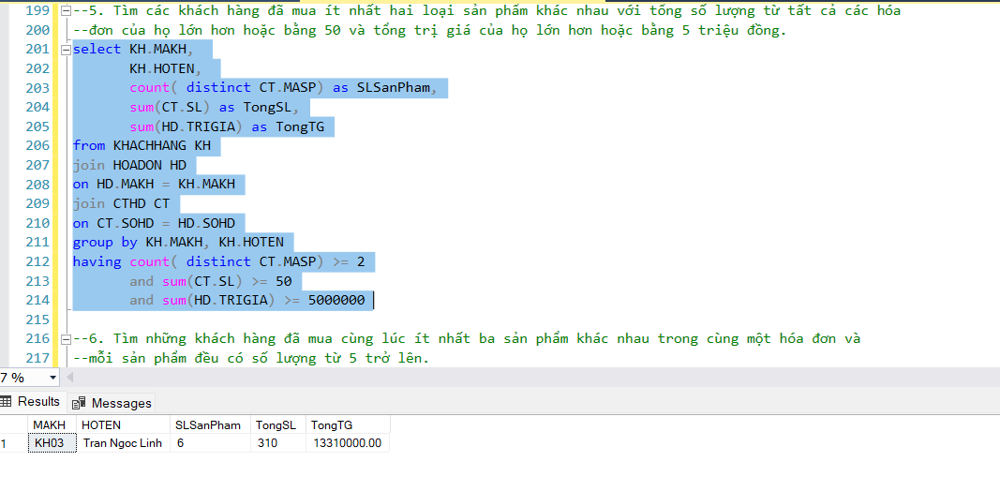 199 --5. Tìm các khách hàng đã mua ít nhất hai loại sản phẩm khác nhau với tổng số lượng từ tất cả các hóa
200 --đơn của họ lớn hơn hoặc bằng 50 và tổng trị giá của họ lớn hơn hoặc bằng 5 triệu đồng.
201 select KH.MAKH,
202 KH.HOTEN,
203 count( distinct CT.MASP) as SLSanPham,
204 sum(CT.SL) as TongSL,
205 sum(HD.TRIGIA) as TongTG
206 from KHACHHANG KH
207 join HOADON HD
208 on HD.MAKH = KH.MAKH
209 join CTHD CT
210 on CT.SOHD = HD.SOHD
211 group by KH.MAKH, KH.HOTEN
212 having count( distinct CT.MASP) >= 2
213 and sum(CT.SL) >= 50
214 and sum(HD.TRIGIA) >= 5000000
215
216 --6. Tìm những khách hàng đã mua cùng lúc ít nhất ba sản phẩm khác nhau trong cùng một hóa đơn và
217 --mỗi sản phẩm đều có số lượng từ 5 trở lên.
7 %
Results Messages
MAKH HOTEN SLSanPham TongSL TongTG
1 KH03 Tran Ngoc Linh 6 310 13310000.00